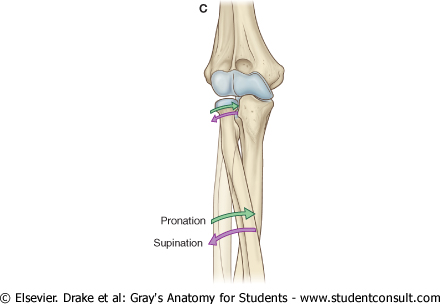 C
Pronation
Supination
© Elsevier. Drake et al: Gray's Anatomy for Students - www.studentconsult.com